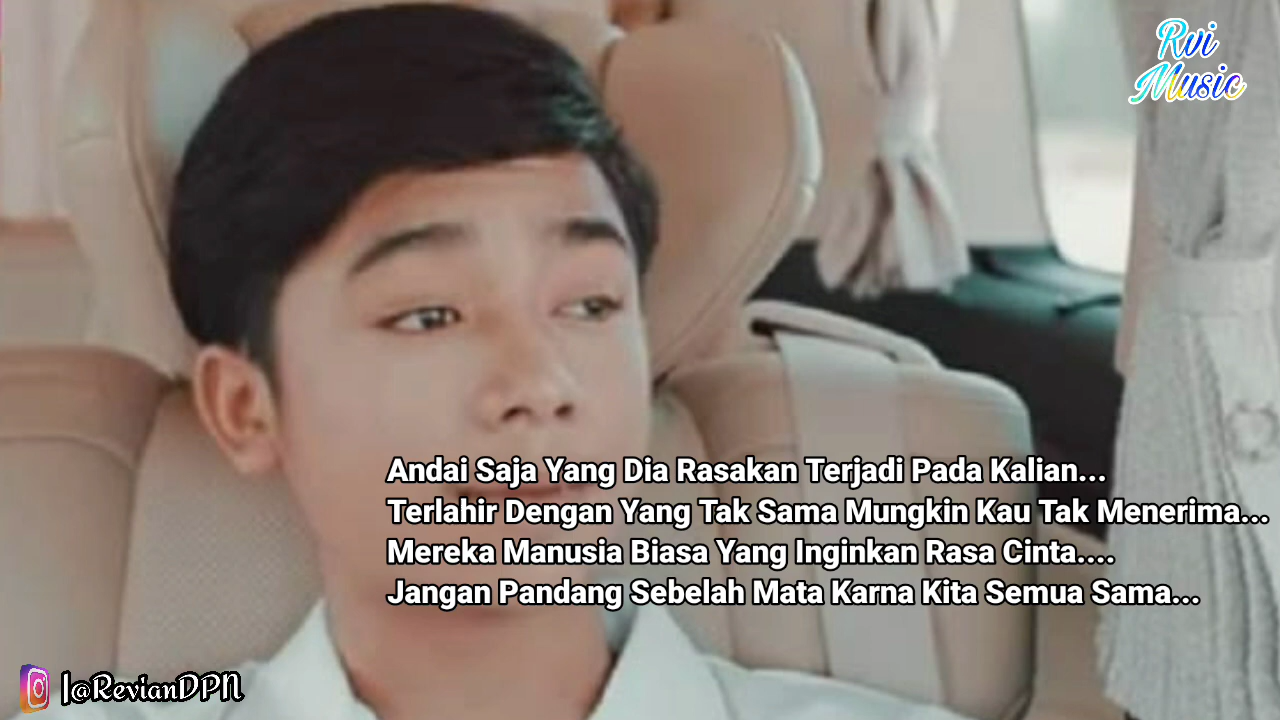 Rvi
Music
Andai Saja Yang Dia Rasakan Terjadi Pada Kalian...
Terlahir Dengan Yang Tak Sama Mungkin Kau Tak Menerima...
Mereka Manusia Biasa Yang Inginkan Rasa Cinta....
Jangan Pandang Sebelah Mata Karna Kita Semua Sama...
|@RevianDPN